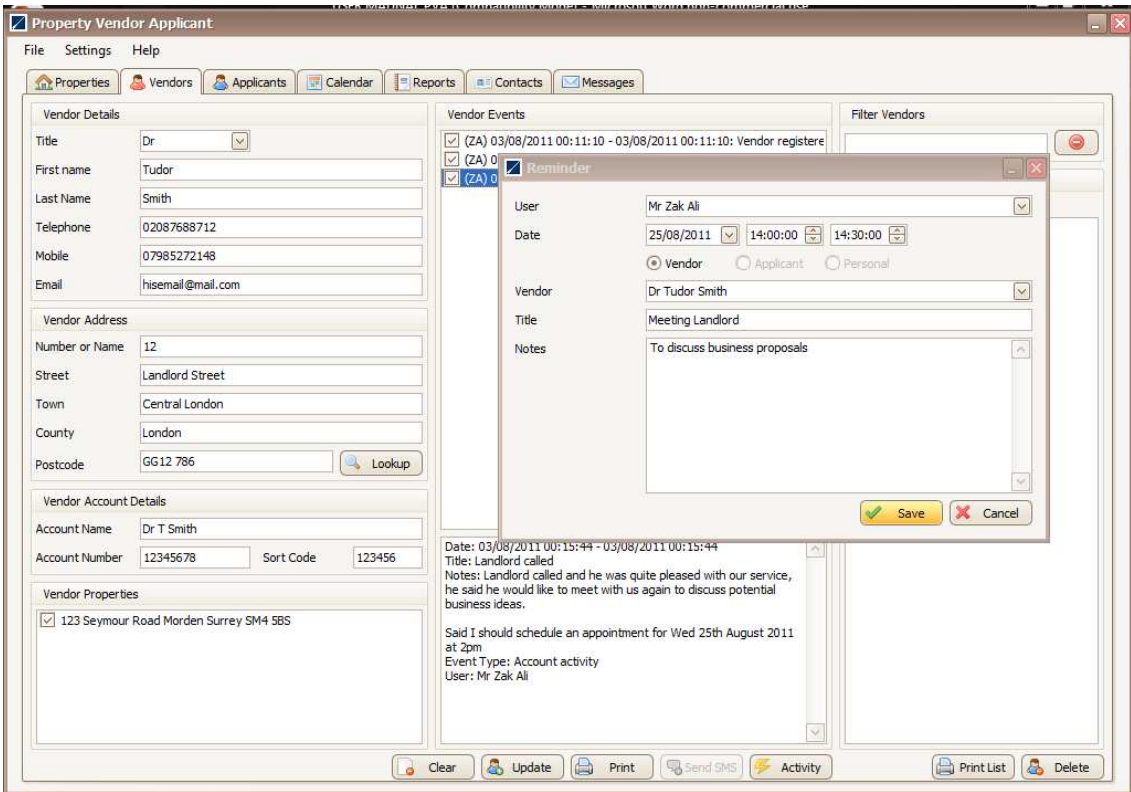 Property Vendor Applicant
File Settings Help
Properties Vendors Applicants Calendar Reports Contacts Messages
Vendor Details
Title Dr
First name Tudor
Last Name Smith
Telephone 02087688712
Mobile 07985272148
Email hisemail@mail.com
Vendor Address
Number or Name 12
Street Landlord Street
Town Central London
County London
Postcode GG12 786 Lookup
Vendor Account Details
Account Name Dr T Smith
Account Number 12345678 Sort Code 123456
Vendor Properties
123 Seymour Road Morden Surrey SM4 5BS
Vendor Events
(ZA) 03/08/2011 00:11:10 - 03/08/2011 00:11:10: Vendor registere
(ZA) 0
(ZA) 0
Filter Vendors
Reminder
User Mr Zak Ali
Date 25/08/2011 14:00:00 14:30:00
Vendor Applicant Personal
Vendor Dr Tudor Smith
Title Meeting Landlord
Notes To discuss business proposals
Save Cancel
Date: 03/08/2011 00:15:44 - 03/08/2011 00:15:44
Title: Landlord called
Notes: Landlord called and he was quite pleased with our service,
he said he would like to meet with us again to discuss potential
business ideas.
Said I should schedule an appointment for Wed 25th August 2011
at 2pm
Event Type: Account activity
User: Mr Zak Ali
Clear Update Print Send SMS Activity Print List Delete